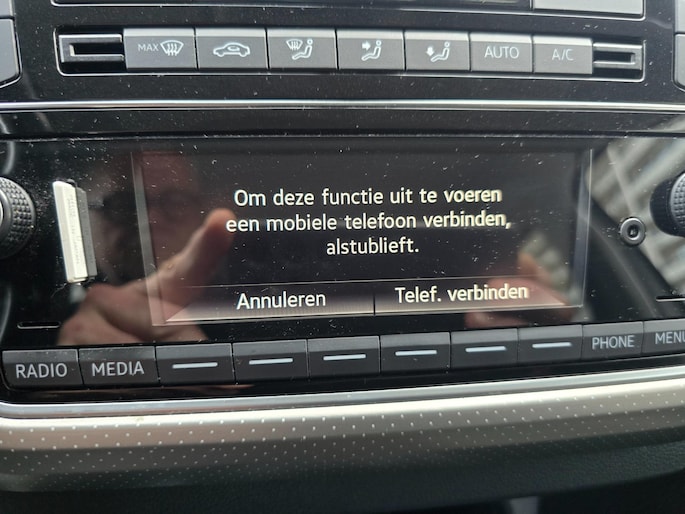 MAX
AUTO
A/C
Om deze functie uit te voeren
een mobiele telefoon verbinden,
alstublieft.
Annuleren
Telef. verbinden
RADIO
MEDIA
PHONE
MENU